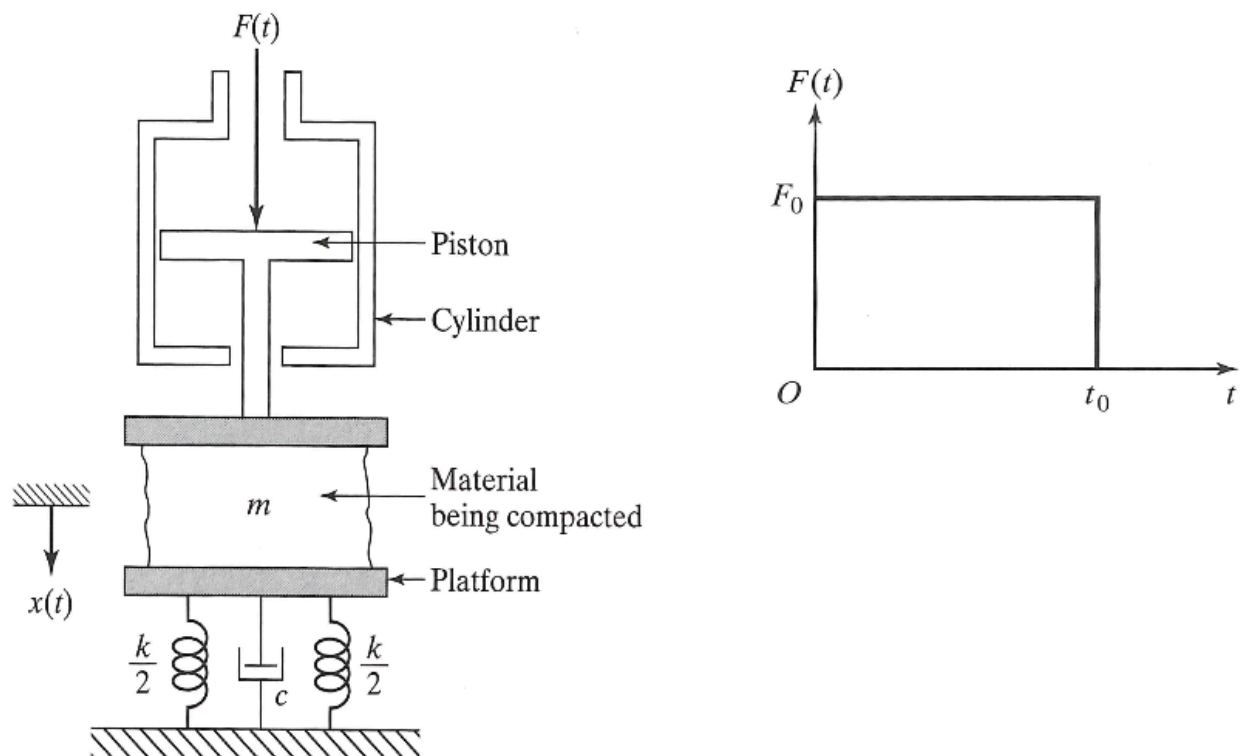 F(t)
Piston
Cylinder
Material
being compacted
m
Platform
x(t)
k/2
c
k/2
F(t)
F₀
O
t₀
t